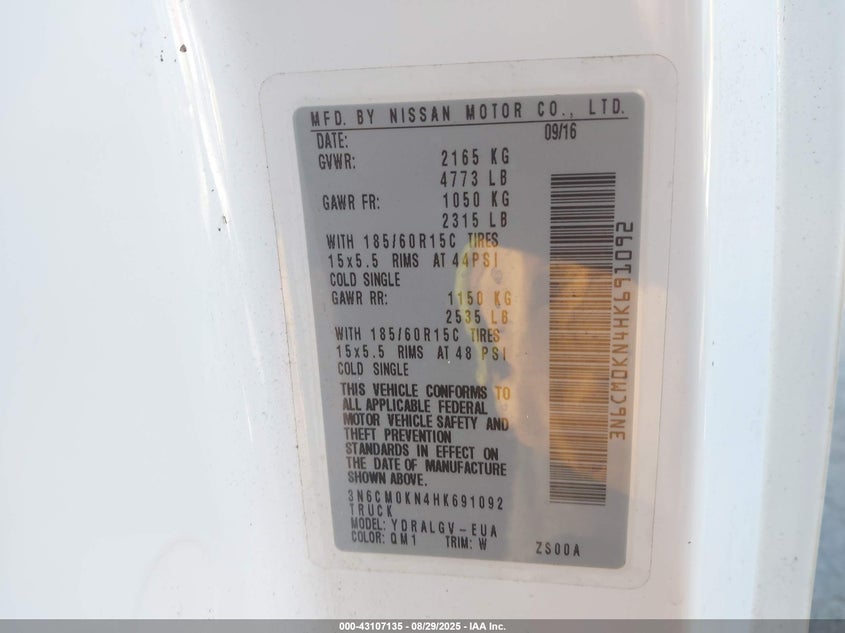 MFD. BY NISSAN MOTOR CO., LTD.
DATE: 09/16
GVWR: 2165 KG
4773 LB
GAWR FR: 1050 KG
2315 LB
WITH 185/60R15C TIRES
15x5.5 RIMS AT 44PSI
COLD SINGLE
GAWR RR: 1150 KG
2535 LB
WITH 185/60R15C TIRES
15x5.5 RIMS AT 48 PSI
COLD SINGLE
THIS VEHICLE CONFORMS TO
ALL APPLICABLE FEDERAL
MOTOR VEHICLE SAFETY AND
THEFT PREVENTION
STANDARDS IN EFFECT ON
THE DATE OF MANUFACTURE
SHOWN ABOVE.
3N6CM0KN4HK691092
TRUCK
MODEL: YDRALGV-EUA
COLOR: QM1 TRIM: W ZS00A
3N6CM0KN4HK691092
000-43107135 - 08/29/2025 - IAA Inc.